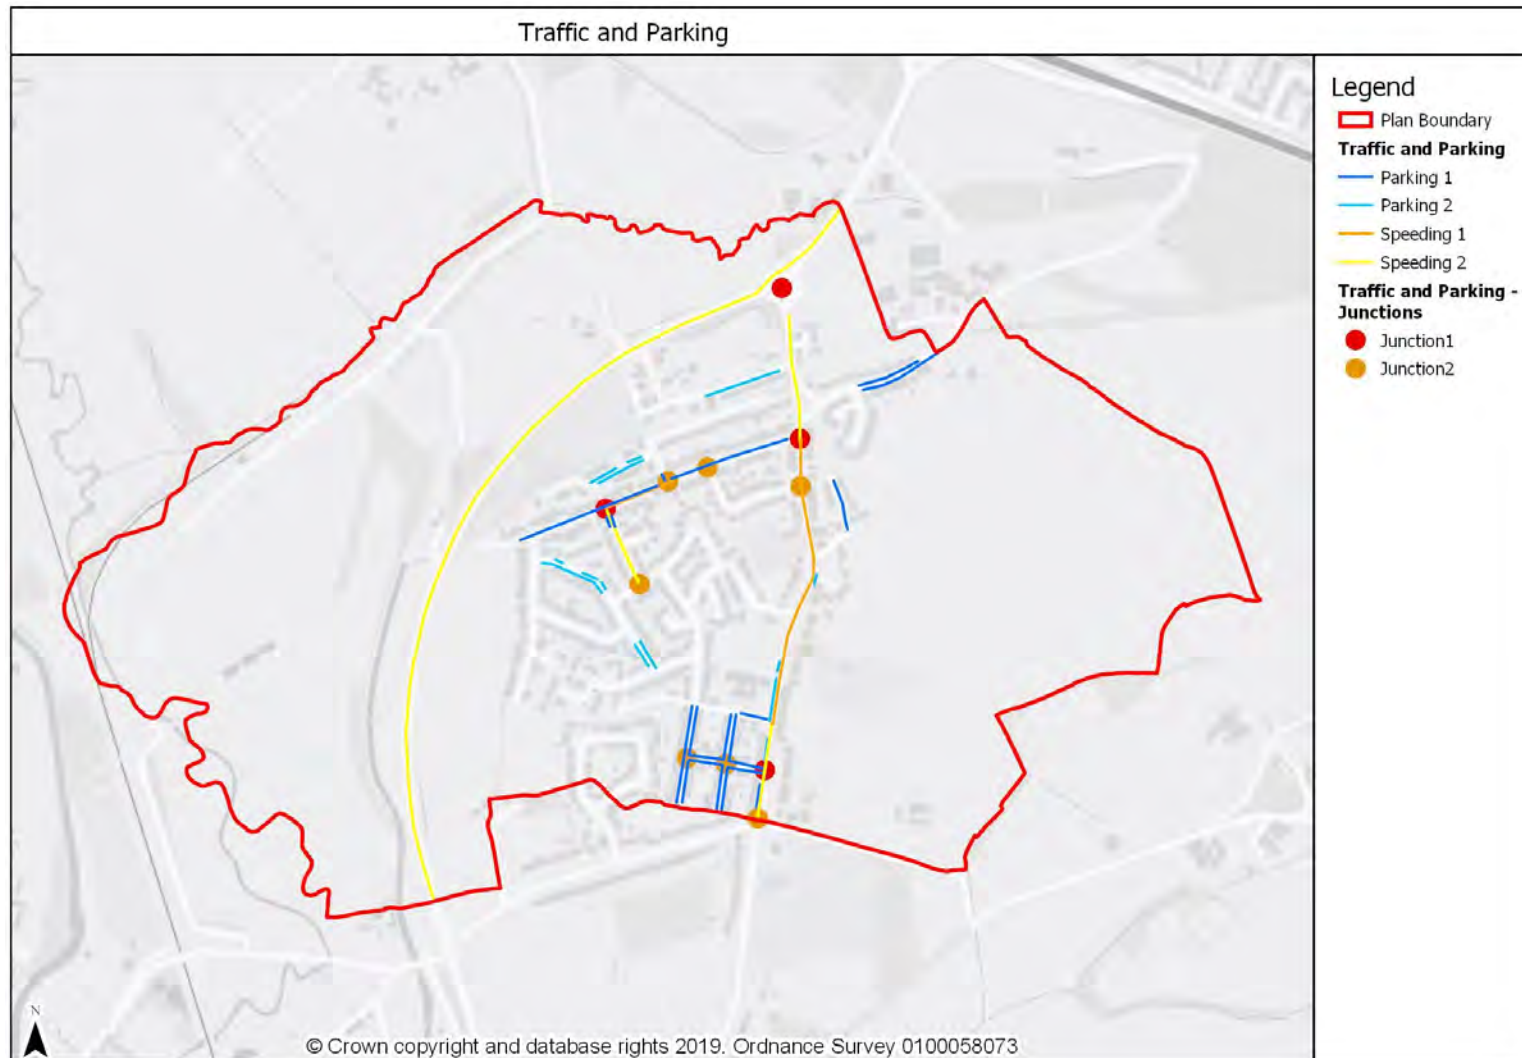 Traffic and Parking
Legend
Plan Boundary
Traffic and Parking
Parking 1
Parking 2
Speeding 1
Speeding 2
Traffic and Parking -
Junctions
Junction1
Junction2
N
© Crown copyright and database rights 2019. Ordnance Survey 0100058073